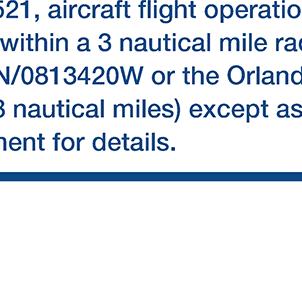 521, aircraft flight operatio
within a 3 nautical mile rad
N/0813420W or the Orland
3 nautical miles) except as
ment for details.